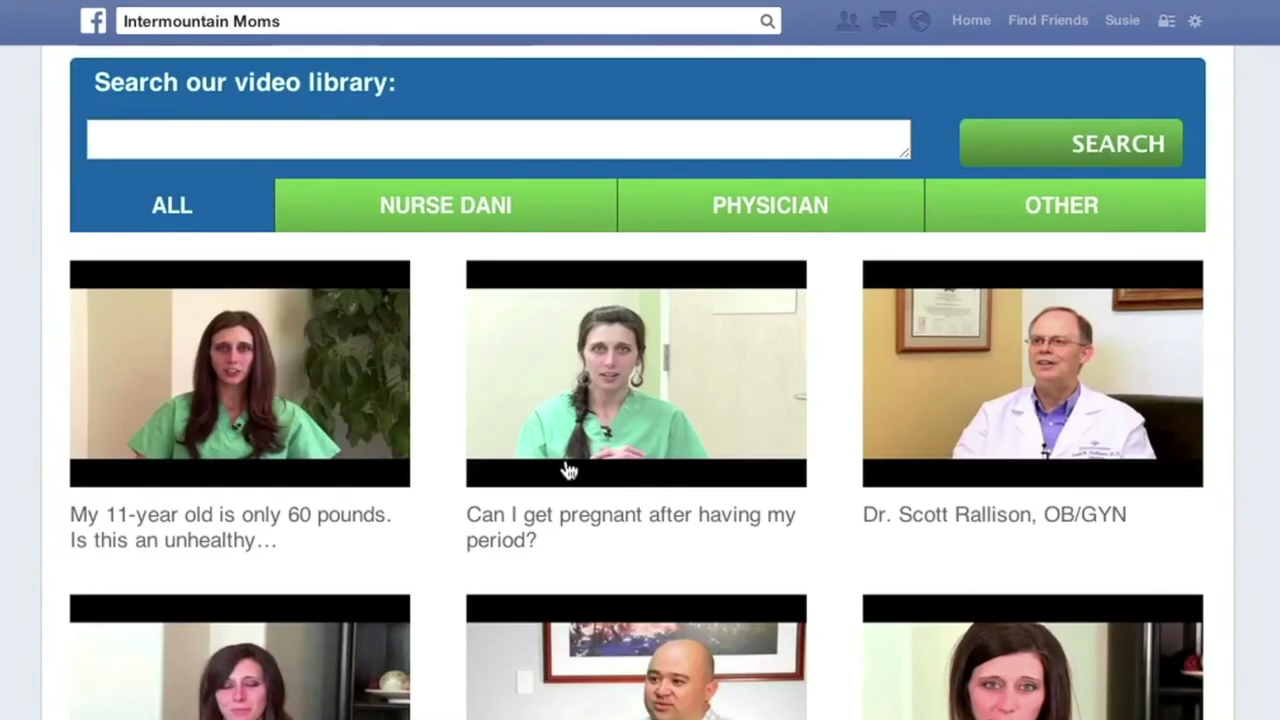 Intermountain Moms
Home Find Friends Susie
Search our video library:
SEARCH
ALL NURSE DANI PHYSICIAN OTHER
My 11-year old is only 60 pounds.
Is this an unhealthy…
Can I get pregnant after having my
period?
Dr. Scott Rallison, OB/GYN